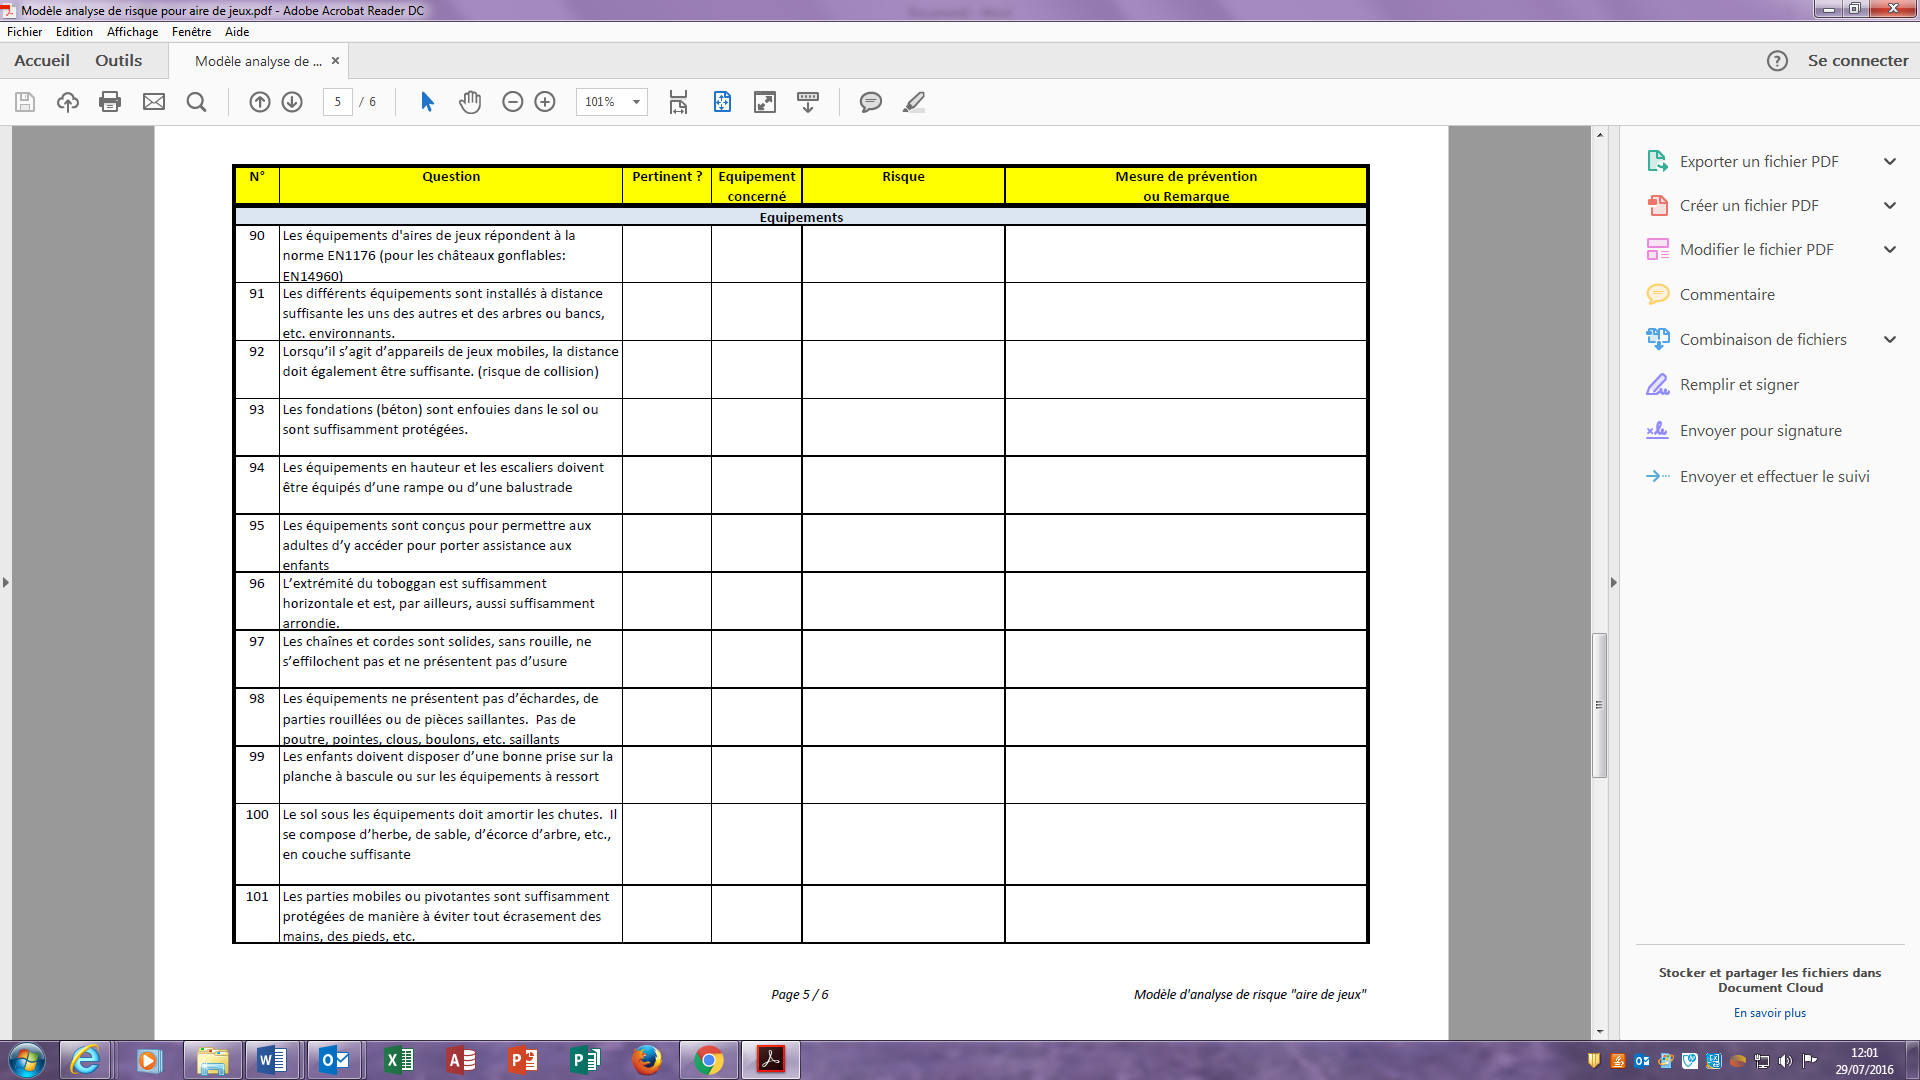 Modèle analyse de risque pour aire de jeux.pdf - Adobe Acrobat Reader DC
Fichier Edition Affichage Fenêtre Aide
Accueil Outils Modèle analyse de ... × ? Se connecter
5 / 6 101%
N° Question Pertinent ? Equipement concerné Risque Mesure de prévention ou Remarque
Equipements
90 Les équipements d'aires de jeux répondent à la
norme EN1176 (pour les châteaux gonflables:
EN14960)
91 Les différents équipements sont installés à distance
suffisante les uns des autres et des arbres ou bancs,
etc. environnants.
92 Lorsqu’il s’agit d’appareils de jeux mobiles, la distance
doit également être suffisante. (risque de collision)
93 Les fondations (béton) sont enfouies dans le sol ou
sont suffisamment protégées.
94 Les équipements en hauteur et les escaliers doivent
être équipés d’une rampe ou d’une balustrade
95 Les équipements sont conçus pour permettre aux
adultes d’y accéder pour porter assistance aux
enfants
96 L’extrémité du toboggan est suffisamment
horizontale et est, par ailleurs, aussi suffisamment
arrondie.
97 Les chaînes et cordes sont solides, sans rouille, ne
s’effilochent pas et ne présentent pas d’usure
98 Les équipements ne présentent pas d’échardes, de
parties rouillées ou de pièces saillantes. Pas de
poutre, pointes, clous, boulons, etc. saillants
99 Les enfants doivent disposer d’une bonne prise sur la
planche à bascule ou sur les équipements à ressort
100 Le sol sous les équipements doit amortir les chutes. Il
se compose d’herbe, de sable, d’écorce d’arbre, etc.,
en couche suffisante
101 Les parties mobiles ou pivotantes sont suffisamment
protégées de manière à éviter tout écrasement des
mains, des pieds, etc.
Page 5 / 6 Modèle d'analyse de risque "aire de jeux"
Exporter un fichier PDF
Créer un fichier PDF
Modifier le fichier PDF
Commentaire
Combinaison de fichiers
Remplir et signer
Envoyer pour signature
Envoyer et effectuer le suivi
Stocker et partager les fichiers dans
Document Cloud
En savoir plus
12:01
29/07/2016